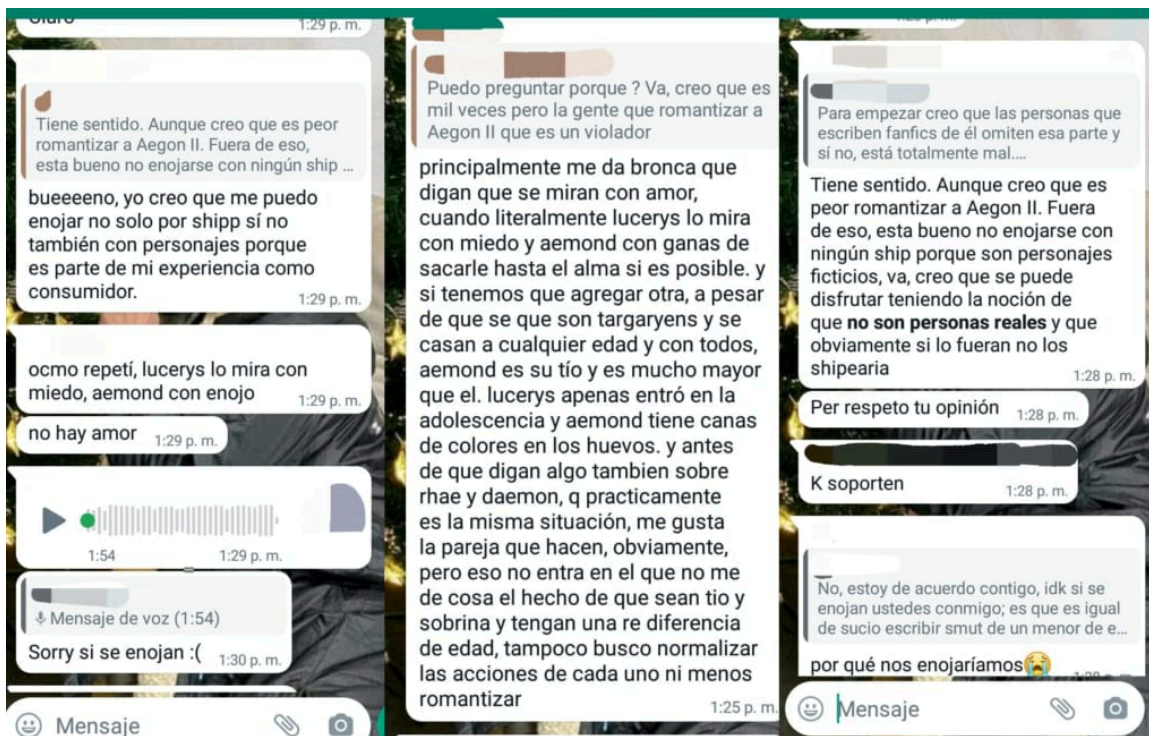 1:29 p. m.
Tiene sentido. Aunque creo que es peor
romantizar a Aegon II. Fuera de eso,
esta bueno no enojarse con ningún ship ...
bueeeeno, yo creo que me puedo
enojar no solo por shipp sí no
también con personajes porque
es parte de mi experiencia como
consumidor.
1:29 p. m.
ocmo repetí, lucerys lo mira con
miedo, aemond con enojo
1:29 p. m.
no hay amor
1:29 p. m.
1:54
1:29 p. m.
Mensaje de voz (1:54)
Sorry si se enojan :(
1:30 p. m.
Mensaje
Puedo preguntar porque ? Va, creo que es
mil veces pero la gente que romantizar a
Aegon II que es un violador
principalmente me da bronca que
digan que se miran con amor,
cuando literalmente lucerys lo mira
con miedo y aemond con ganas de
sacarle hasta el alma si es posible. y
si tenemos que agregar otra, a pesar
de que se que son targaryens y se
casan a cualquier edad y con todos,
aemond es su tío y es mucho mayor
que el. lucerys apenas entró en la
adolescencia y aemond tiene canas
de colores en los huevos. y antes
de que digan algo tambien sobre
rhae y daemon, q practicamente
es la misma situación, me gusta
la pareja que hacen, obviamente,
pero eso no entra en el que no me
de cosa el hecho de que sean tio y
sobrina y tengan una re diferencia
de edad, tampoco busco normalizar
las acciones de cada uno ni menos
romantizar
1:25 p. m.
Para empezar creo que las personas que
escriben fanfics de él omiten esa parte y
sí no, está totalmente mal....
Tiene sentido. Aunque creo que es
peor romantizar a Aegon II. Fuera
de eso, esta bueno no enojarse con
ningún ship porque son personajes
ficticios, va, creo que se puede
disfrutar teniendo la noción de
que no son personas reales y que
obviamente si lo fueran no los
shipearia
1:28 p. m.
Per respeto tu opinión
1:28 p. m.
K soporten
1:28 p. m.
No, estoy de acuerdo contigo, idk si se
enojan ustedes conmigo; es que es igual
de sucio escribir smut de un menor de e...
por qué nos enojaríamos😭
Mensaje